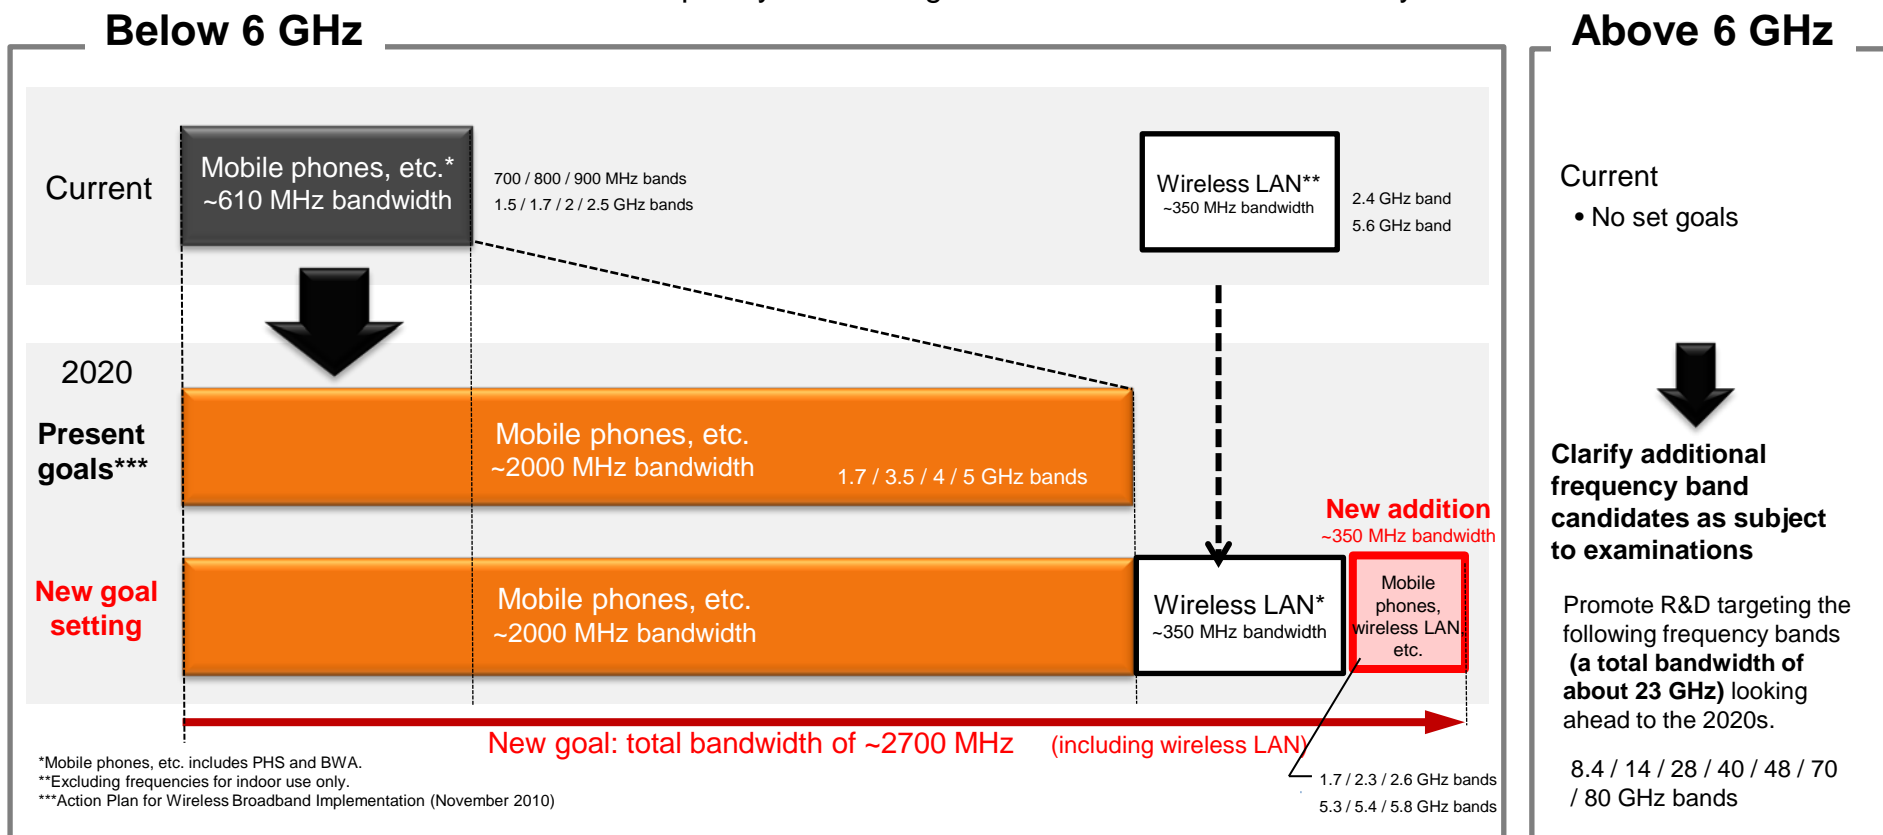 Below 6 GHz
Above 6 GHz
Current
Mobile phones, etc.*
~610 MHz bandwidth
700 / 800 / 900 MHz bands
1.5 / 1.7 / 2 / 2.5 GHz bands
Wireless LAN**
~350 MHz bandwidth
2.4 GHz band
5.6 GHz band
2020
Present
goals***
Mobile phones, etc.
~2000 MHz bandwidth
1.7 / 3.5 / 4 / 5 GHz bands
New addition
~350 MHz bandwidth
New goal
setting
Mobile phones, etc.
~2000 MHz bandwidth
Wireless LAN*
~350 MHz bandwidth
Mobile
phones,
wireless LAN,
etc.
New goal: total bandwidth of ~2700 MHz (including wireless LAN)
1.7 / 2.3 / 2.6 GHz bands
5.3 / 5.4 / 5.8 GHz bands
*Mobile phones, etc. includes PHS and BWA.
**Excluding frequencies for indoor use only.
***Action Plan for Wireless Broadband Implementation (November 2010)
Current
• No set goals
Clarify additional
frequency band
candidates as subject
to examinations
Promote R&D targeting the
following frequency bands
(a total bandwidth of
about 23 GHz) looking
ahead to the 2020s.
8.4 / 14 / 28 / 40 / 48 / 70
/ 80 GHz bands